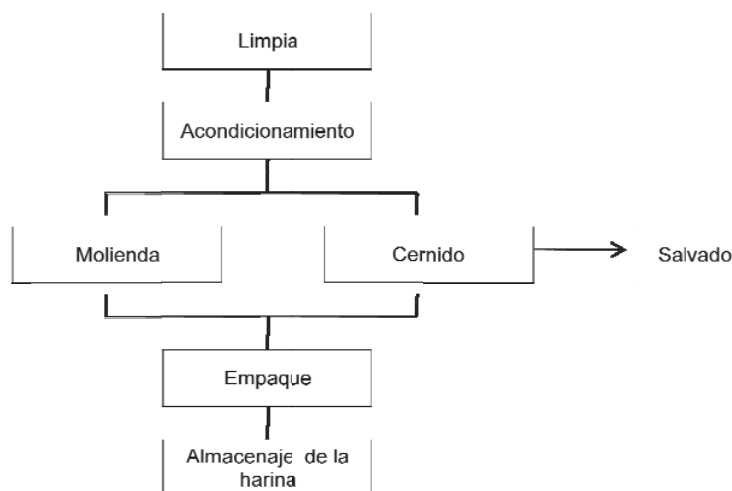 Limpia
Acondicionamiento
Molienda
Cernido
Salvado
Empaque
Almacenaje de la
harina